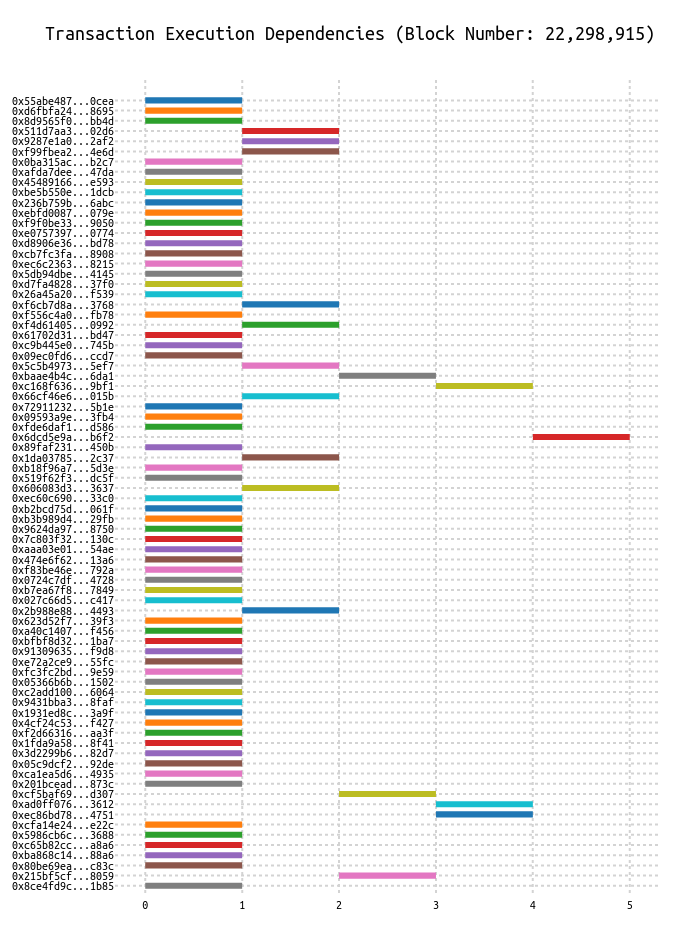 Transaction Execution Dependencies (Block Number: 22,298,915)
0x55abe487...0cea
0xd6fbfa24...8695
0x8d9565f0...bb4d
0x511d7aa3...02d6
0x9287e1a0...2af2
0xf99fbea2...4e6d
0x0ba315ac...b2c7
0xafda7dee...47da
0x45489166...e593
0xbe5b550e...1dcb
0x236b759b...6abc
0xebfd0087...079e
0xf9f0be33...9050
0xe0757397...0774
0xd8906e36...bd78
0xcb7fc3fa...8908
0xec6c2363...8215
0x5db94dbe...4145
0xd7fa4828...37f0
0x26a45a20...f539
0xf6cb7d8a...3768
0xf556c4a0...fb78
0xf4d61405...0992
0x61702d31...bd47
0xc9b445e0...745b
0x09ec0fd6...ccd7
0x5c5b4973...5ef7
0xbaae4b4c...6da1
0xc168f636...9bf1
0x66cf46e6...015b
0x72911232...5b1e
0x09593a9e...3fb4
0xfde6daf1...d586
0x6dcd5e9a...b6f2
0x89faf231...450b
0x1da03785...2c37
0xb18f96a7...5d3e
0x519f62f3...dc5f
0x606083d3...3637
0xec60c690...33c0
0xb2bcd75d...061f
0xb3b989d4...29fb
0x9624da97...8750
0x7c803f32...130c
0xaaa03e01...54ae
0x474e6f62...13a6
0xf83be46e...792a
0x0724c7df...4728
0xb7ea67f8...7849
0x027c66d5...c417
0x2b988e88...4493
0x623d52f7...39f3
0xa40c1407...f456
0xbfbf8d32...1ba7
0x91309635...f9d8
0xe72a2ce9...55fc
0xfc3fc2bd...9e59
0x05366b6b...1502
0xc2add100...6064
0x9431bba3...8faf
0x1931ed8c...3a9f
0x4cf24c53...f427
0xf2d66316...aa3f
0x1fda9a58...8f41
0x3d2299b6...82d7
0x05c9dcf2...92de
0xca1ea5d6...4935
0x201bcead...873c
0xcf5baf69...d307
0xad0ff076...3612
0xec86bd78...4751
0xcfa14e24...e22c
0x5986cb6c...3688
0xc65b82cc...a8a6
0xba868c14...88a6
0x80be69ea...c83c
0x215bf5cf...8059
0x8ce4fd9c...1b85
0 1 2 3 4 5